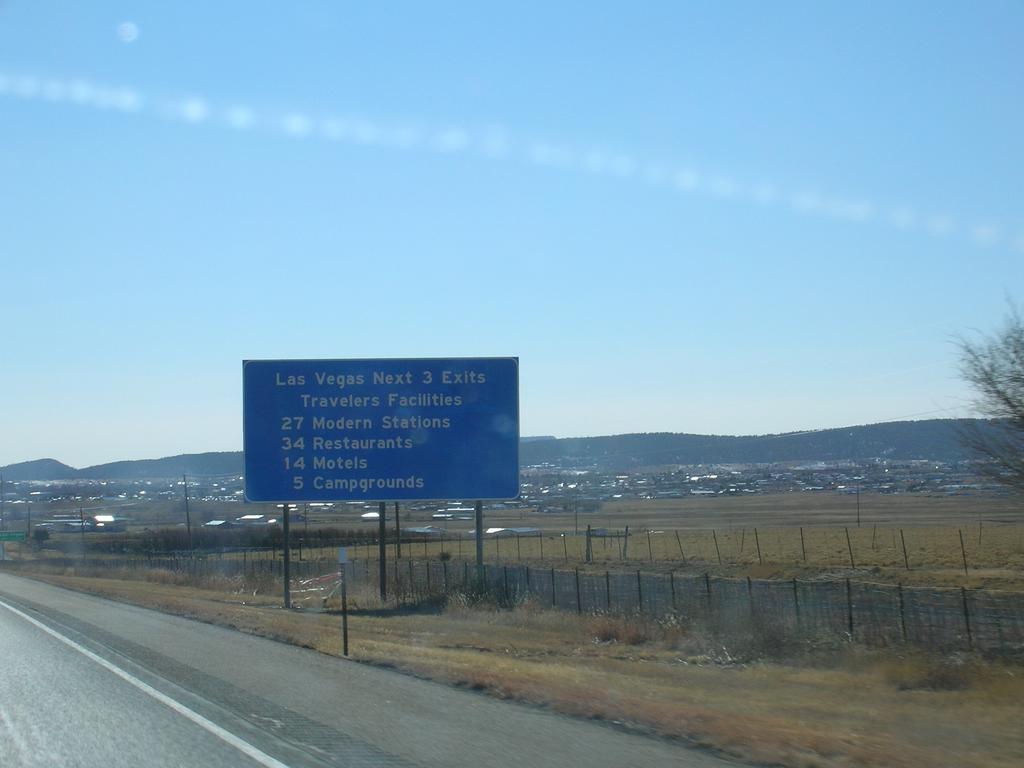 Las Vegas Next 3 Exits
Travelers Facilities
27 Modern Stations
34 Restaurants
14 Motels
5 Campgrounds